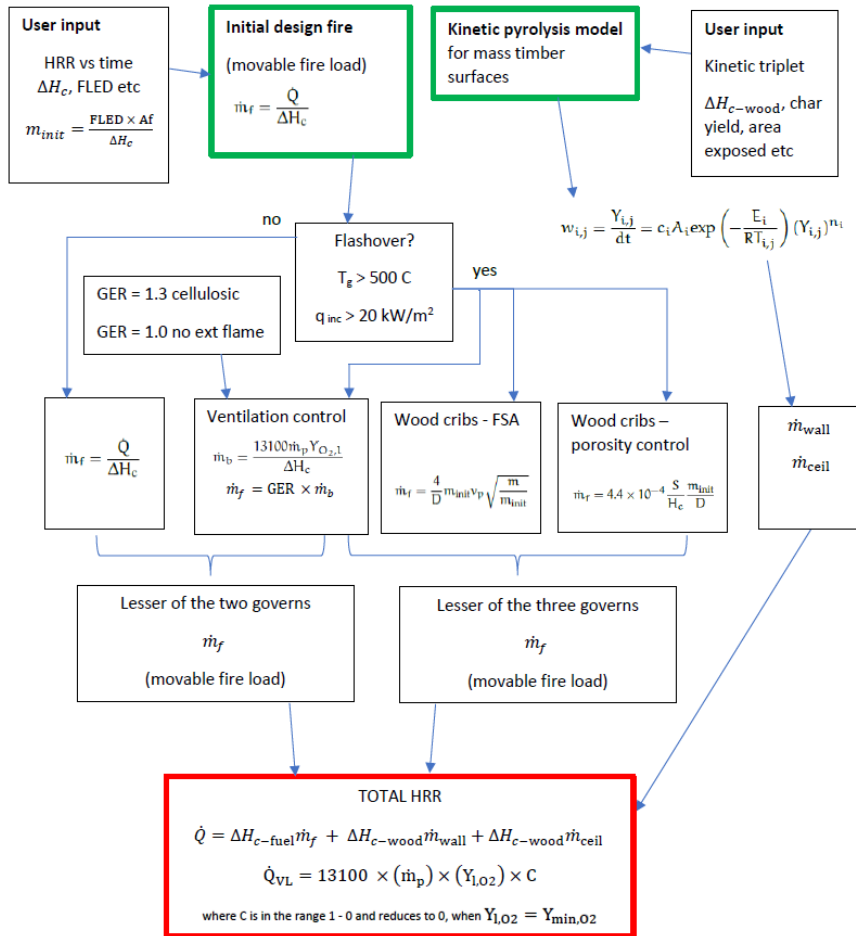 User input
HRR vs time
ΔH_c, FLED etc
m_init = (FLED × Af)/ΔH_c
Initial design fire
(movable fire load)
ṁ_f = Q̇/ΔH_c
Kinetic pyrolysis model
for mass timber
surfaces
User input
Kinetic triplet
ΔH_c−wood, char
yield, area
exposed etc
no
Flashover?
T_g > 500 C
q_inc > 20 kW/m²
yes
w_i,j = Y_i,j/dt = c_i A_i exp(−E_i/RT_i,j) (Y_i,j)^n_i
GER = 1.3 cellulosic
GER = 1.0 no ext flame
ṁ_f = Q̇/ΔH_c
Ventilation control
ṁ_b = 13100ṁ_p Y_O₂,1/ΔH_c
ṁ_f = GER × ṁ_b
Wood cribs - FSA
ṁ_f = 4/D m_init v_p √(m/m_init)
Wood cribs –
porosity control
ṁ_f = 4.4 × 10⁻⁴ S/H_c m_init/D
ṁ_wall
ṁ_ceil
Lesser of the two governs
ṁ_f
(movable fire load)
Lesser of the three governs
ṁ_f
(movable fire load)
TOTAL HRR
Q̇ = ΔH_c−fuel ṁ_f + ΔH_c−wood ṁ_wall + ΔH_c−wood ṁ_ceil
Q̇_VL = 13100 × (ṁ_p) × (Y_l,O2) × C
where C is in the range 1 - 0 and reduces to 0, when Y_l,O2 = Y_min,O2